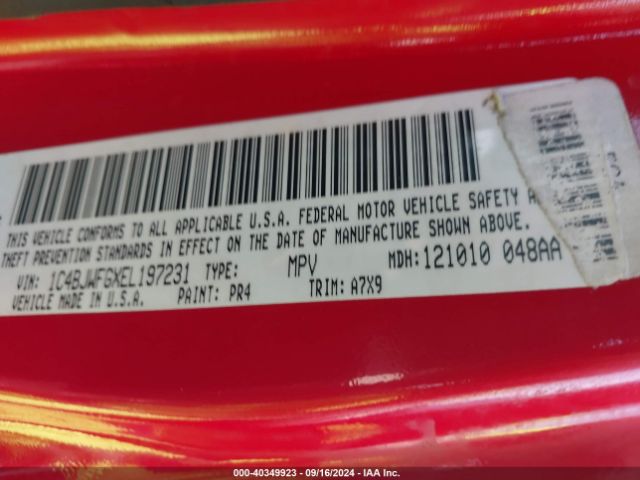 THIS VEHICLE CONFORMS TO ALL APPLICABLE U.S.A. FEDERAL MOTOR VEHICLE SAFETY A
THEFT PREVENTION STANDARDS IN EFFECT ON THE DATE OF MANUFACTURE SHOWN ABOVE.
VIN: 1C4BJWFGXEL197231 TYPE: MPV MDH: 121010 048AA
VEHICLE MADE IN U.S.A. PAINT: PR4 TRIM: A7X9
000-40349923 - 09/16/2024 - IAA Inc.